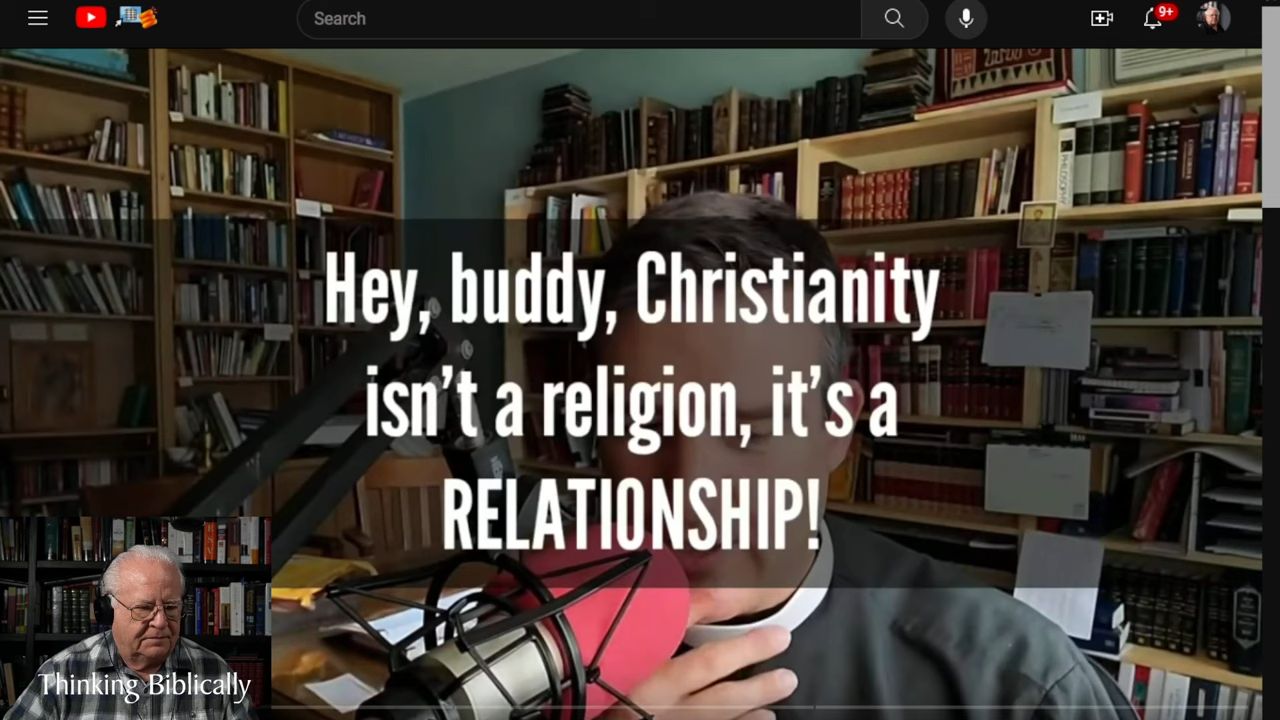 Search
9+
Hey, buddy, Christianity
isn't a religion, it's a
RELATIONSHIP!
Thinking Biblically